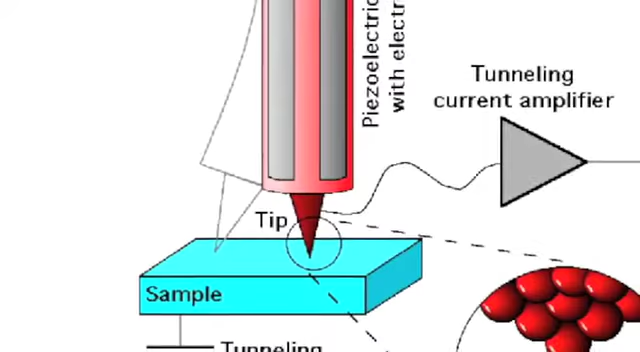 Piezoelectric
with electr
Tunneling
current amplifier
Tip
Sample
Tunneling